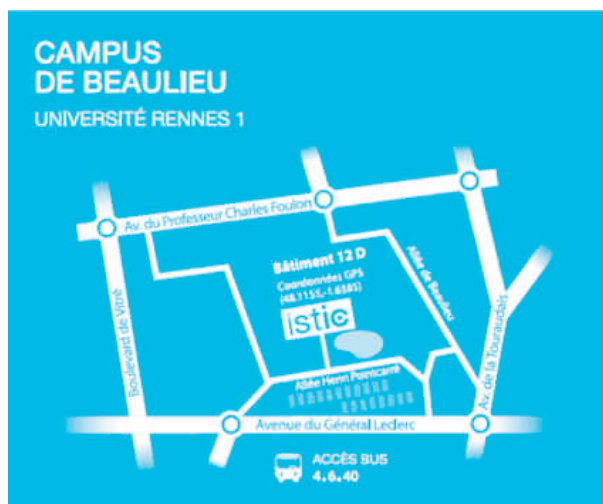 CAMPUS
DE BEAULIEU
UNIVERSITÉ RENNES 1
Av. du Professeur Charles Foulon
Bâtiment 12 D
Coordonnées GPS
(48.1155,-1.6385)
istic
Allée de Beaulieu
Boulevard de Vitré
Av. de la Touraudais
Allée Henri Pointcarré
Avenue du Général Leclerc
ACCÈS BUS
4.6.40